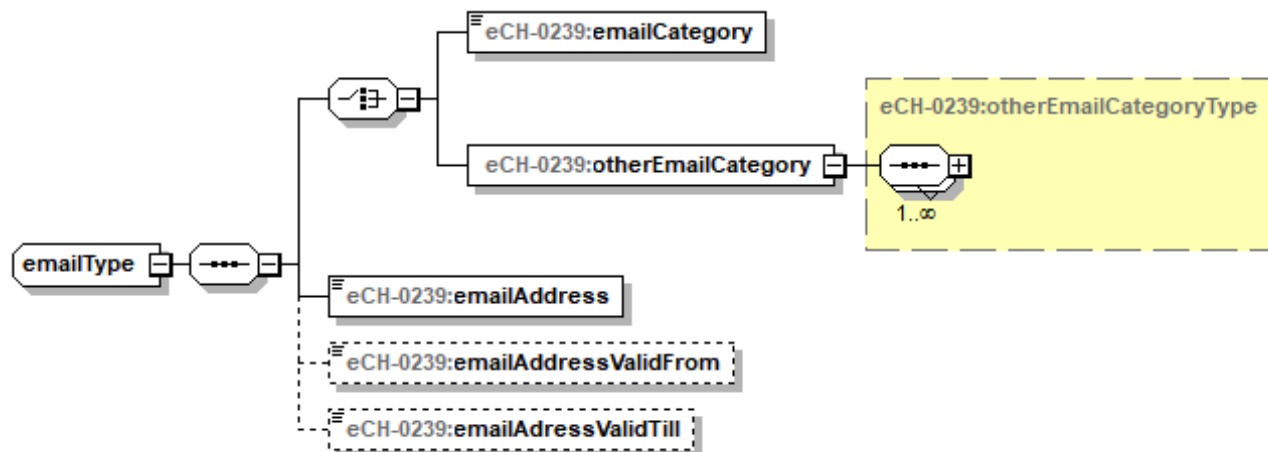 eCH-0239:emailCategory
eCH-0239:otherEmailCategoryType
eCH-0239:otherEmailCategory
1..∞
emailType
eCH-0239:emailAddress
eCH-0239:emailAddressValidFrom
eCH-0239:emailAdressValidTill